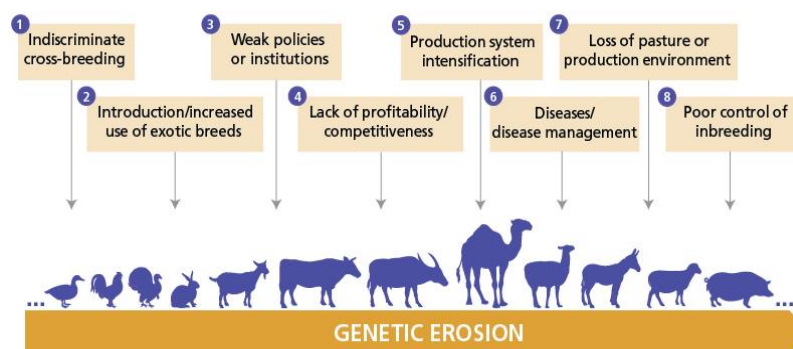 1
Indiscriminate
cross-breeding
2
Introduction/increased
use of exotic breeds
3
Weak policies
or institutions
4
Lack of profitability/
competitiveness
5
Production system
intensification
6
Diseases/
disease management
7
Loss of pasture or
production environment
8
Poor control of
inbreeding
...
...
GENETIC EROSION